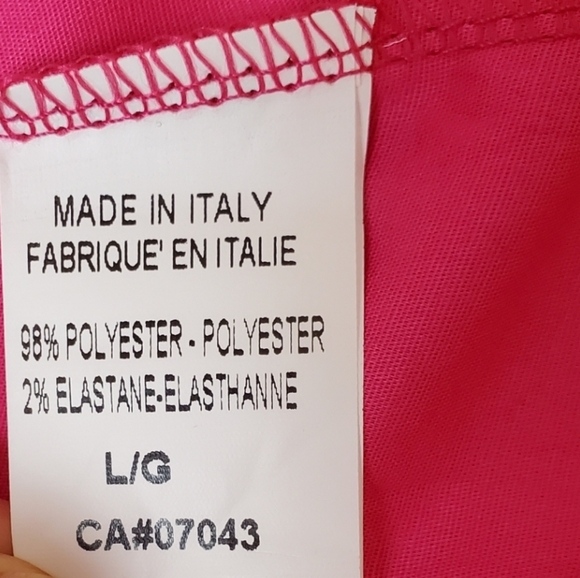 MADE IN ITALY
FABRIQUE' EN ITALIE
98% POLYESTER - POLYESTER
2% ELASTANE-ELASTHANNE
L/G
CA#07043